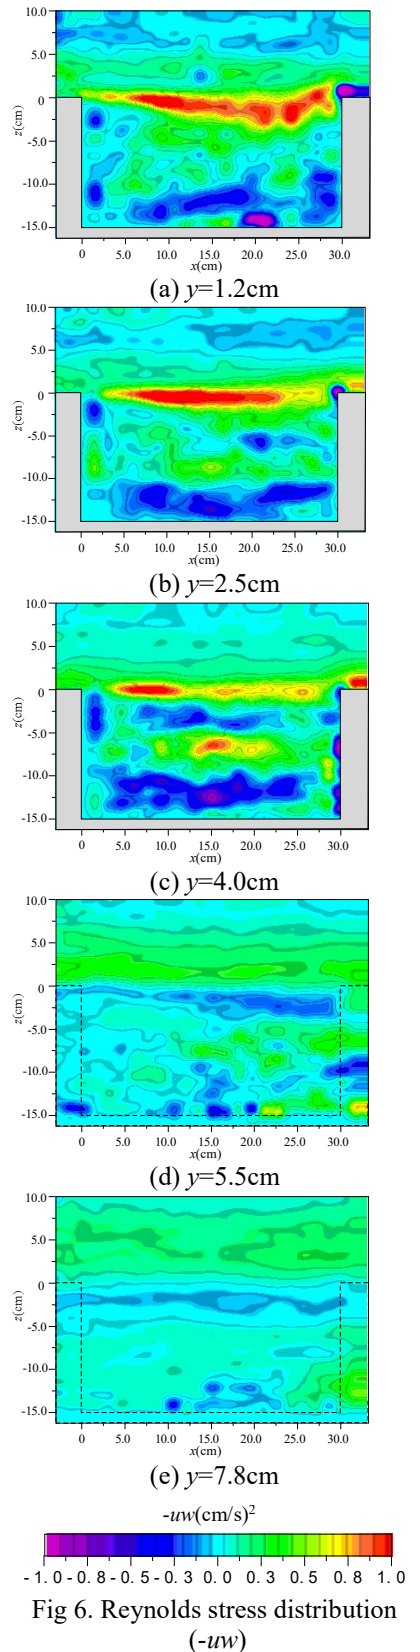 10.0
5.0
z(cm)
0
-5.0
-10.0
-15.0
0 5.0 10.0 15.0 20.0 25.0 30.0
x(cm)
(a) y=1.2cm
10.0
5.0
z(cm)
0
-5.0
-10.0
-15.0
0 5.0 10.0 15.0 20.0 25.0 30.0
x(cm)
(b) y=2.5cm
10.0
5.0
z(cm)
0
-5.0
-10.0
-15.0
0 5.0 10.0 15.0 20.0 25.0 30.0
x(cm)
(c) y=4.0cm
10.0
5.0
z(cm)
0
-5.0
-10.0
-15.0
0 5.0 10.0 15.0 20.0 25.0 30.0
x(cm)
(d) y=5.5cm
10.0
5.0
z(cm)
0
-5.0
-10.0
-15.0
0 5.0 10.0 15.0 20.0 25.0 30.0
x(cm)
(e) y=7.8cm
-uw(cm/s)²
-1.0 -0.8 -0.5 -0.3 0.0 0.3 0.5 0.8 1.0
Fig 6. Reynolds stress distribution
(-uw)